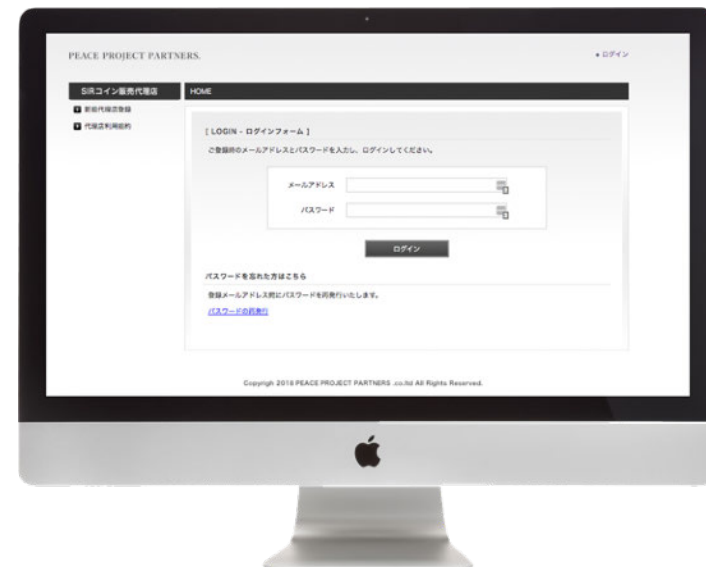 PEACE PROJECT PARTNERS.
ログイン
SIRコイン販売代理店
HOME
新規代理店登録
代理店利用規約
[ LOGIN - ログインフォーム ]
ご登録時のメールアドレスとパスワードを入力し、ログインしてください。
メールアドレス
パスワード
ログイン
パスワードを忘れた方はこちら
登録メールアドレス宛にパスワードを再発行いたします。
パスワードの再発行
Copyrigh 2018 PEACE PROJECT PARTNERS .co.ltd All Rights Reserved.